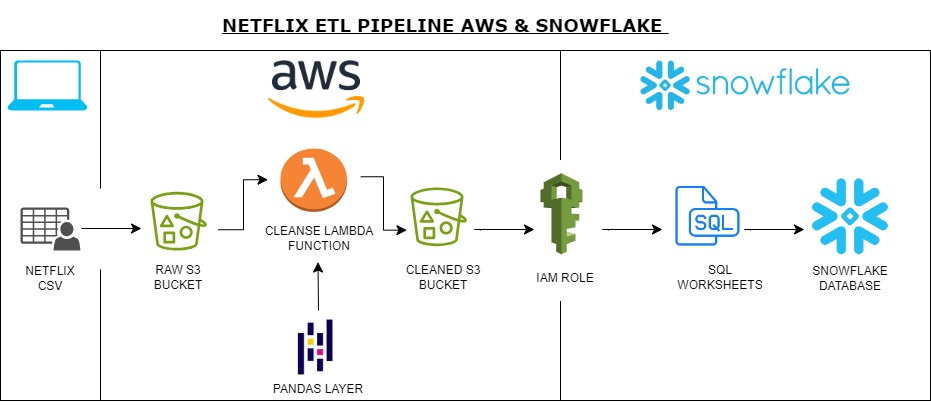 NETFLIX ETL PIPELINE AWS & SNOWFLAKE
aws
snowflake
NETFLIX
CSV
RAW S3
BUCKET
CLEANSE LAMBDA
FUNCTION
CLEANED S3
BUCKET
IAM ROLE
SQL
SQL
WORKSHEETS
SNOWFLAKE
DATABASE
PANDAS LAYER